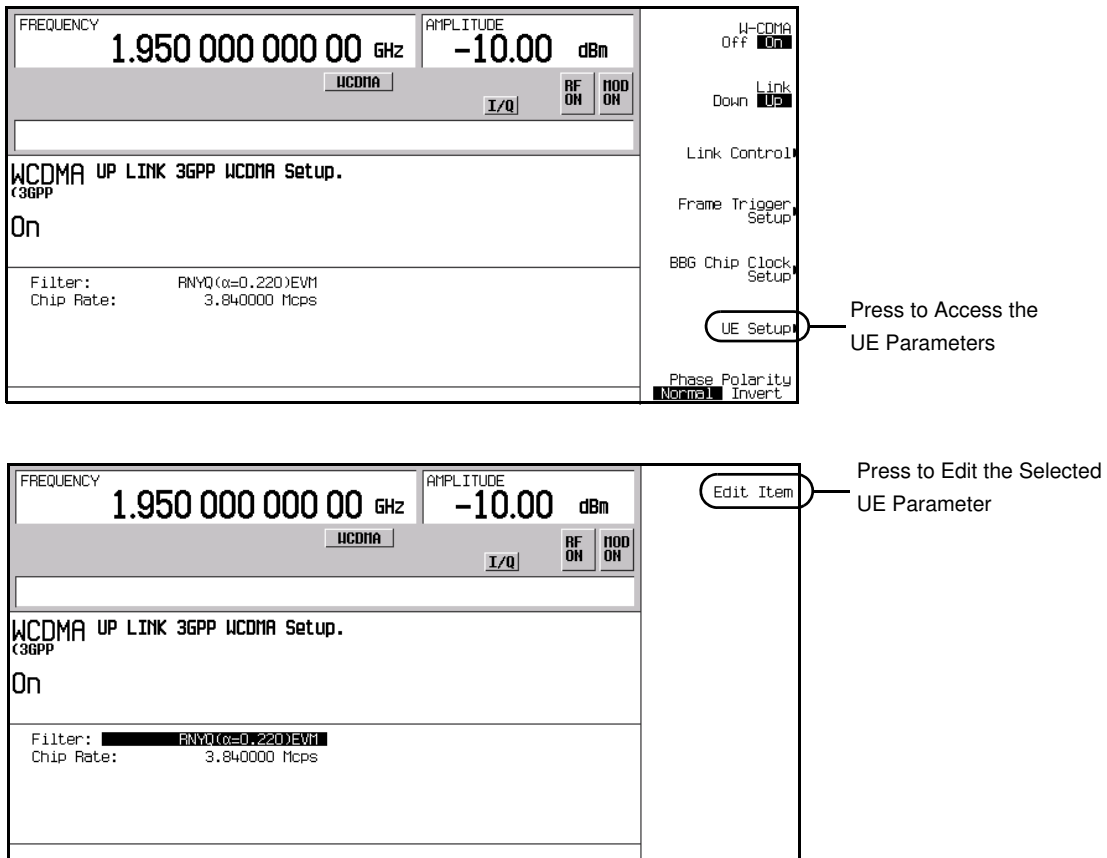 FREQUENCY
1.950 000 000 00 GHz
AMPLITUDE
-10.00 dBm
WCDMA
I/Q
RF ON
MOD ON
WCDMA UP LINK 3GPP WCDMA Setup.
(3GPP
On
Filter: RNYQ(α=0.220)EVM
Chip Rate: 3.840000 Mcps
W-CDMA
Off On
Link
Down Up
Link Control
Frame Trigger
Setup
BBG Chip Clock
Setup
UE Setup
Phase Polarity
Normal Invert
Press to Access the
UE Parameters
FREQUENCY
1.950 000 000 00 GHz
AMPLITUDE
-10.00 dBm
WCDMA
I/Q
RF ON
MOD ON
WCDMA UP LINK 3GPP WCDMA Setup.
(3GPP
On
Filter: RNYQ(α=0.220)EVM
Chip Rate: 3.840000 Mcps
Edit Item
Press to Edit the Selected
UE Parameter